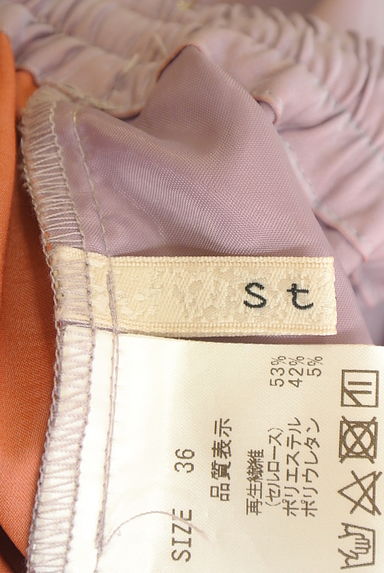 St
SIZE 36
品質表示
再生繊維
(セルロース) 53%
ポリエステル 42%
ポリウレタン 5%